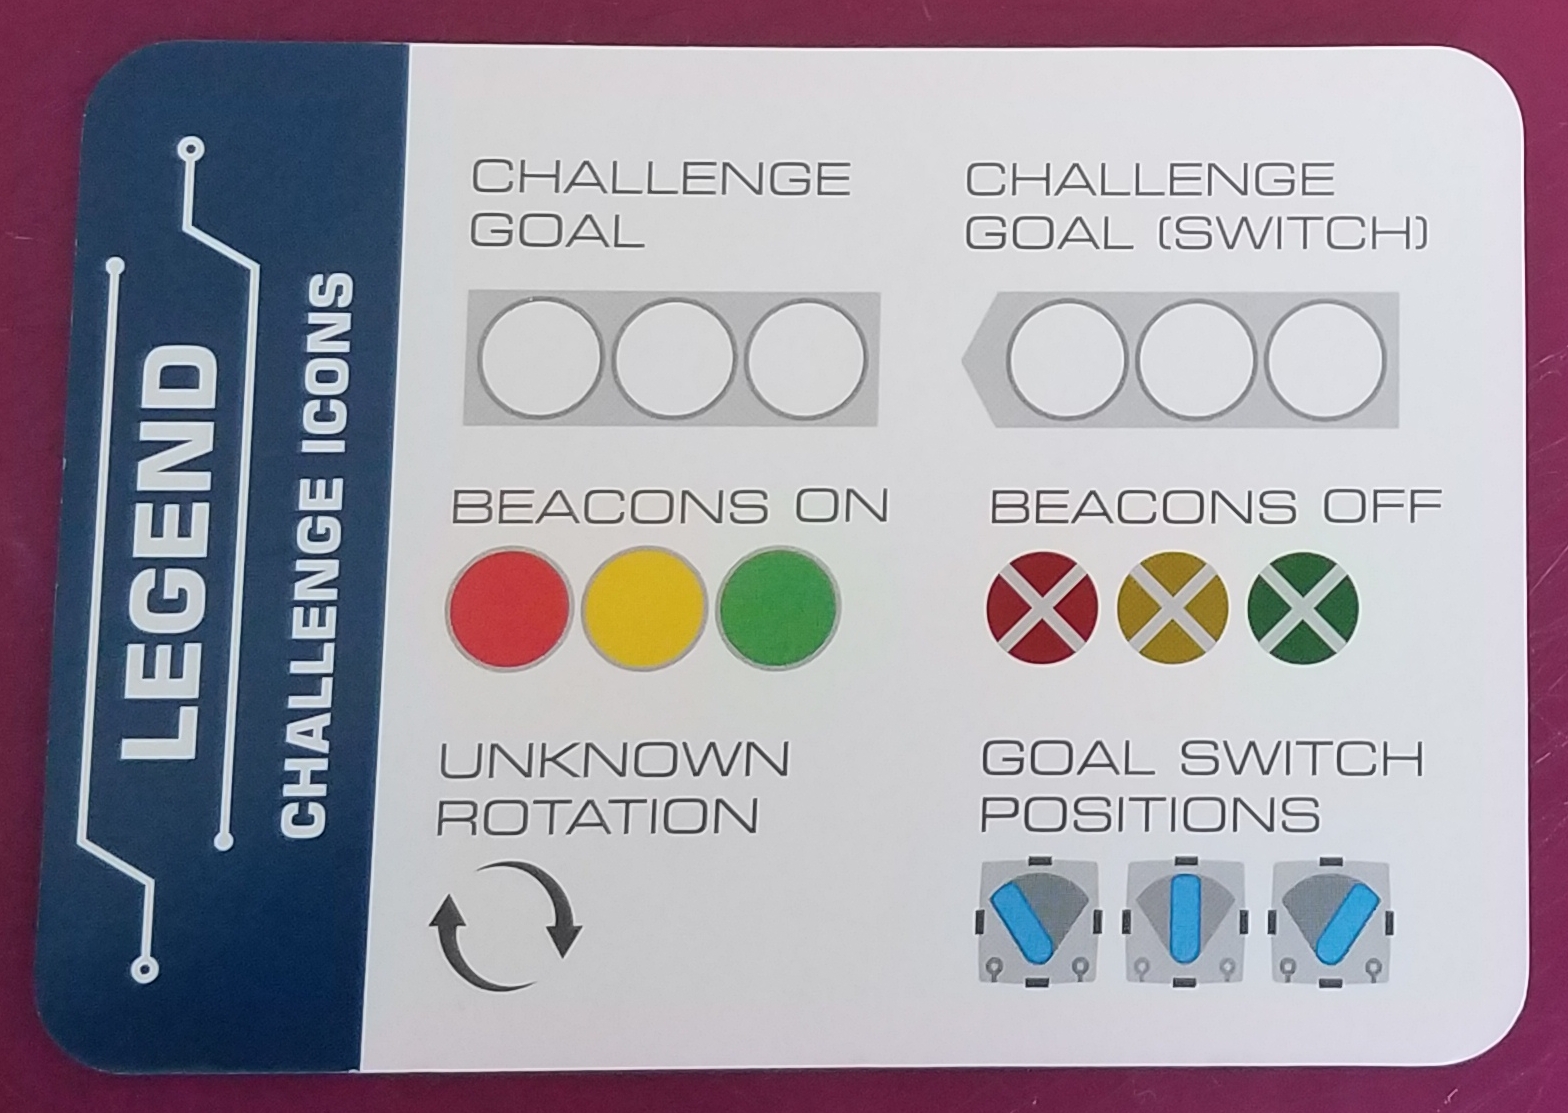 LEGEND
CHALLENGE ICONS
CHALLENGE
GOAL
CHALLENGE
GOAL (SWITCH)
BEACONS ON
BEACONS OFF
UNKNOWN
ROTATION
GOAL SWITCH
POSITIONS